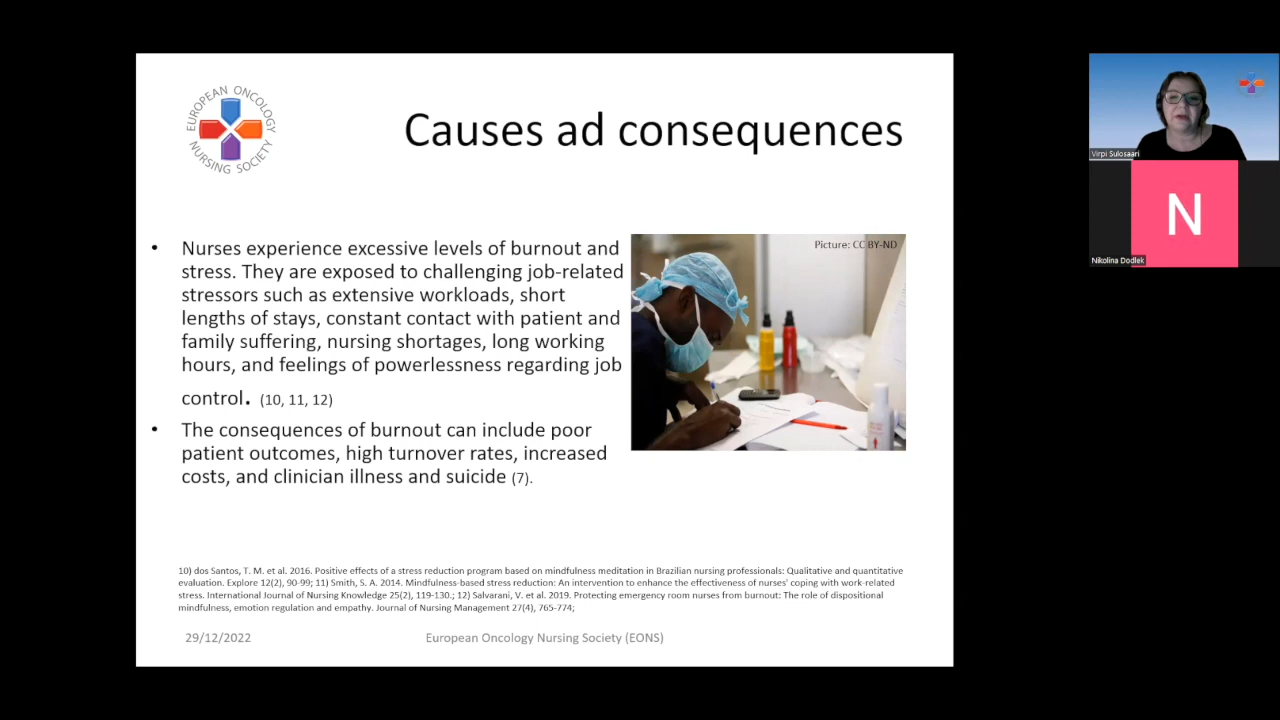 EUROPEAN ONCOLOGY
NURSING SOCIETY
Causes ad consequences
• Nurses experience excessive levels of burnout and
stress. They are exposed to challenging job-related
stressors such as extensive workloads, short
lengths of stays, constant contact with patient and
family suffering, nursing shortages, long working
hours, and feelings of powerlessness regarding job
control. (10, 11, 12)
• The consequences of burnout can include poor
patient outcomes, high turnover rates, increased
costs, and clinician illness and suicide (7).
Picture: CC BY-ND
10) dos Santos, T. M. et al. 2016. Positive effects of a stress reduction program based on mindfulness meditation in Brazilian nursing professionals: Qualitative and quantitative
evaluation. Explore 12(2), 90-99; 11) Smith, S. A. 2014. Mindfulness-based stress reduction: An intervention to enhance the effectiveness of nurses' coping with work-related
stress. International Journal of Nursing Knowledge 25(2), 119-130.; 12) Salvarani, V. et al. 2019. Protecting emergency room nurses from burnout: The role of dispositional
mindfulness, emotion regulation and empathy. Journal of Nursing Management 27(4), 765-774;
29/12/2022
European Oncology Nursing Society (EONS)
Virpi Sulosaari
N
Nikolina Dodlek